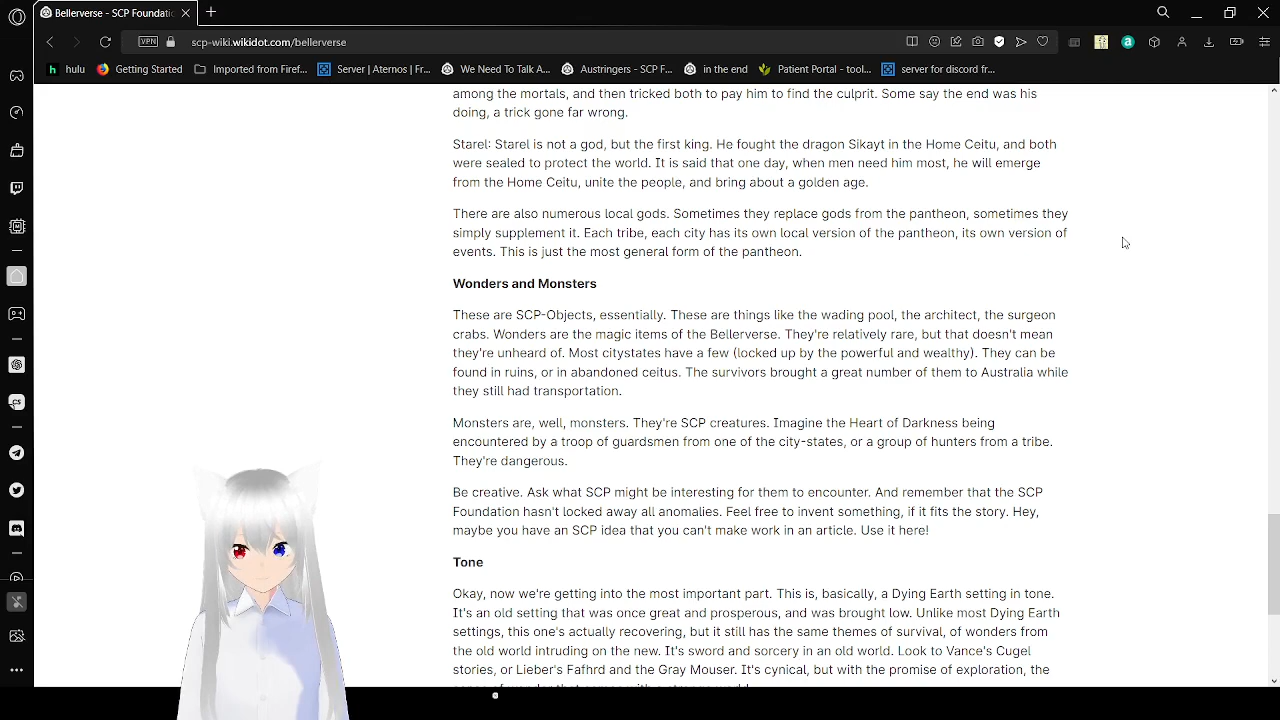 Bellerverse - SCP Foundatic
VPN
scp-wiki.wikidot.com/bellerverse
hulu
Getting Started
Imported from Firef...
Server | Aternos | Fr...
We Need To Talk A...
Austringers - SCP F...
in the end
Patient Portal - tool...
server for discord fr...
among the mortals, and then tricked both to pay him to find the culprit. Some say the end was his
doing, a trick gone far wrong.
Starel: Starel is not a god, but the first king. He fought the dragon Sikayt in the Home Ceitu, and both
were sealed to protect the world. It is said that one day, when men need him most, he will emerge
from the Home Ceitu, unite the people, and bring about a golden age.
There are also numerous local gods. Sometimes they replace gods from the pantheon, sometimes they
simply supplement it. Each tribe, each city has its own local version of the pantheon, its own version of
events. This is just the most general form of the pantheon.
Wonders and Monsters
These are SCP-Objects, essentially. These are things like the wading pool, the architect, the surgeon
crabs. Wonders are the magic items of the Bellerverse. They're relatively rare, but that doesn't mean
they're unheard of. Most citystates have a few (locked up by the powerful and wealthy). They can be
found in ruins, or in abandoned ceitus. The survivors brought a great number of them to Australia while
they still had transportation.
Monsters are, well, monsters. They're SCP creatures. Imagine the Heart of Darkness being
encountered by a troop of guardsmen from one of the city-states, or a group of hunters from a tribe.
They're dangerous.
Be creative. Ask what SCP might be interesting for them to encounter. And remember that the SCP
Foundation hasn't locked away all anomalies. Feel free to invent something, if it fits the story. Hey,
maybe you have an SCP idea that you can't make work in an article. Use it here!
Tone
Okay, now we're getting into the most important part. This is, basically, a Dying Earth setting in tone.
It's an old setting that was once great and prosperous, and was brought low. Unlike most Dying Earth
settings, this one's actually recovering, but it still has the same themes of survival, of wonders from
the old world intruding on the new. It's sword and sorcery in an old world. Look to Vance's Cugel
stories, or Lieber's Fafhrd and the Gray Mouser. It's cynical, but with the promise of exploration, the